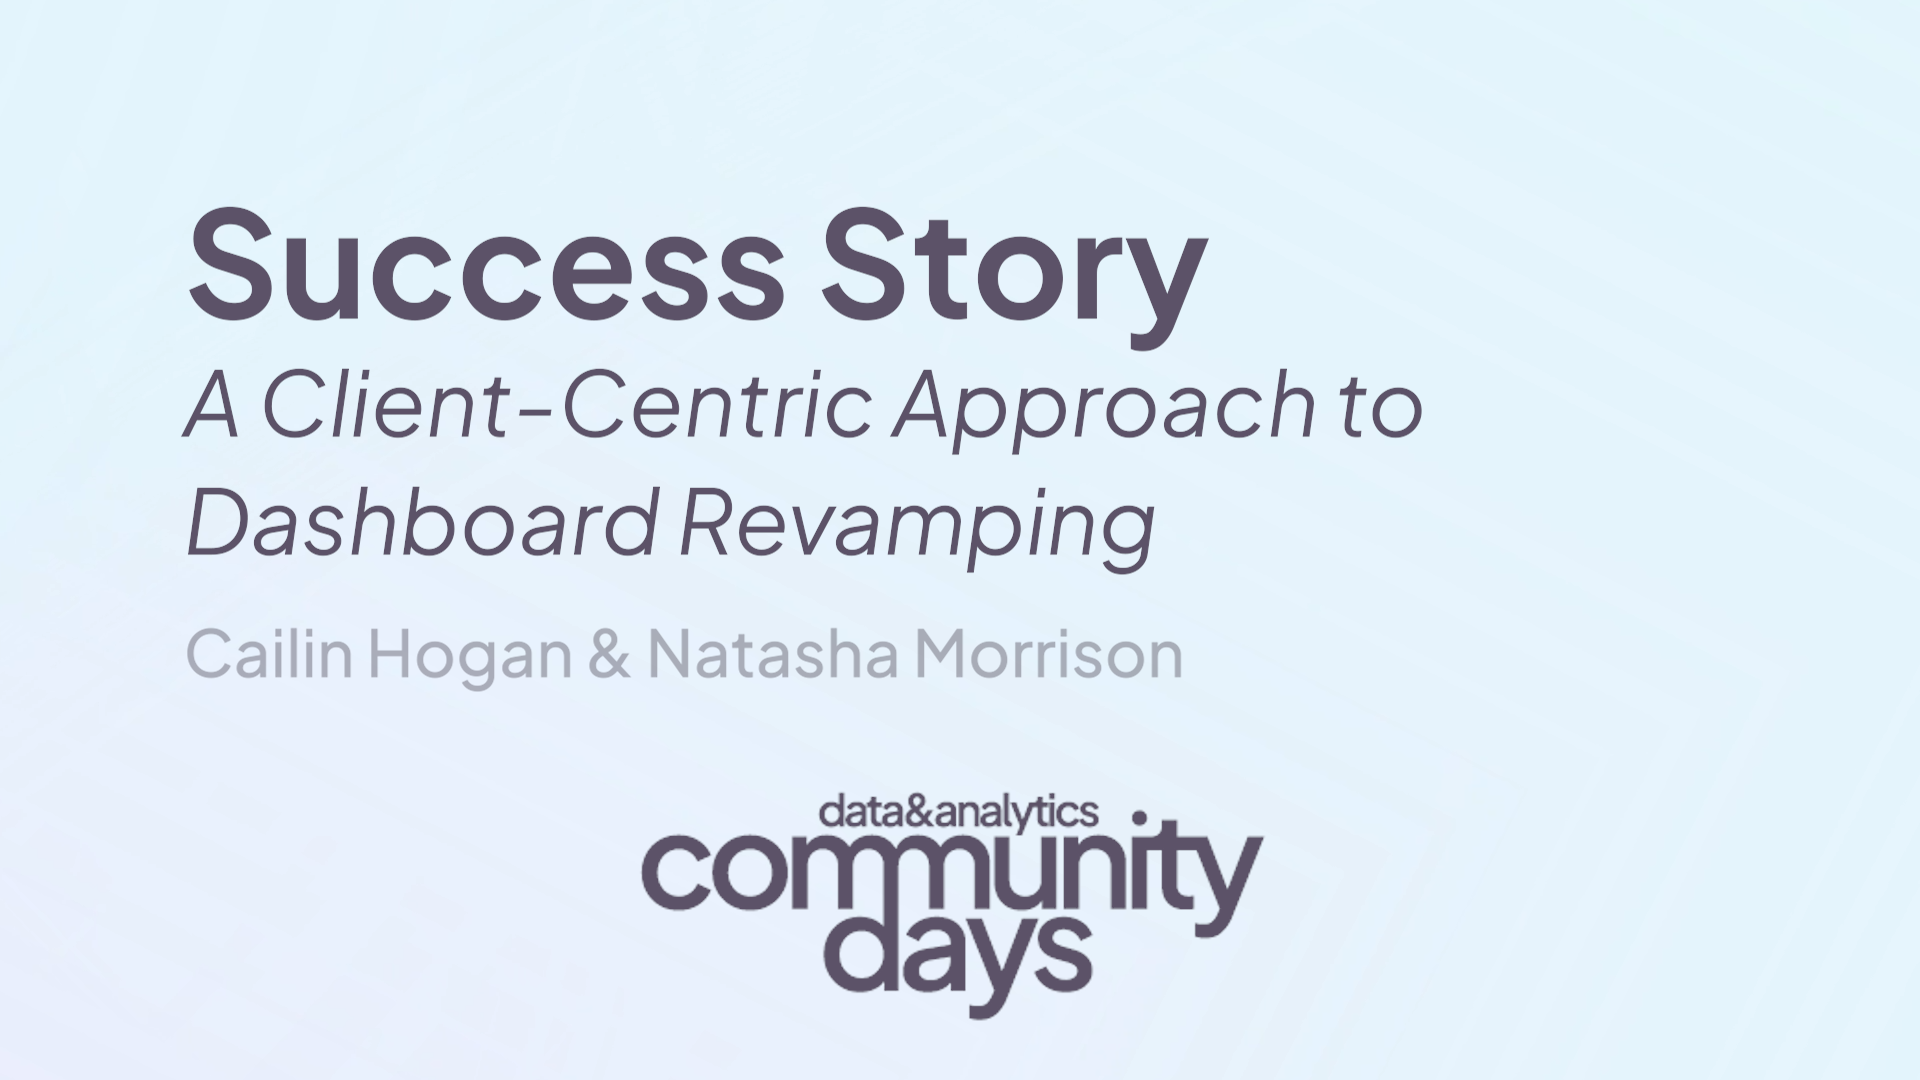 Success Story
A Client-Centric Approach to
Dashboard Revamping
Cailin Hogan & Natasha Morrison
data&analytics
community
days